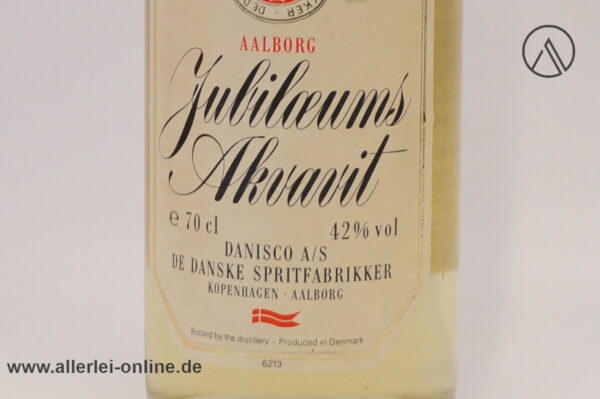 AALBORG
Jubilæums
Akvavit
℮ 70 cl 42% vol
DANISCO A/S
DE DANSKE SPRITFABRIKKER
KOPENHAGEN · AALBORG
Bottled by the distillery – Produced in Denmark
6213
www.allerlei-online.de